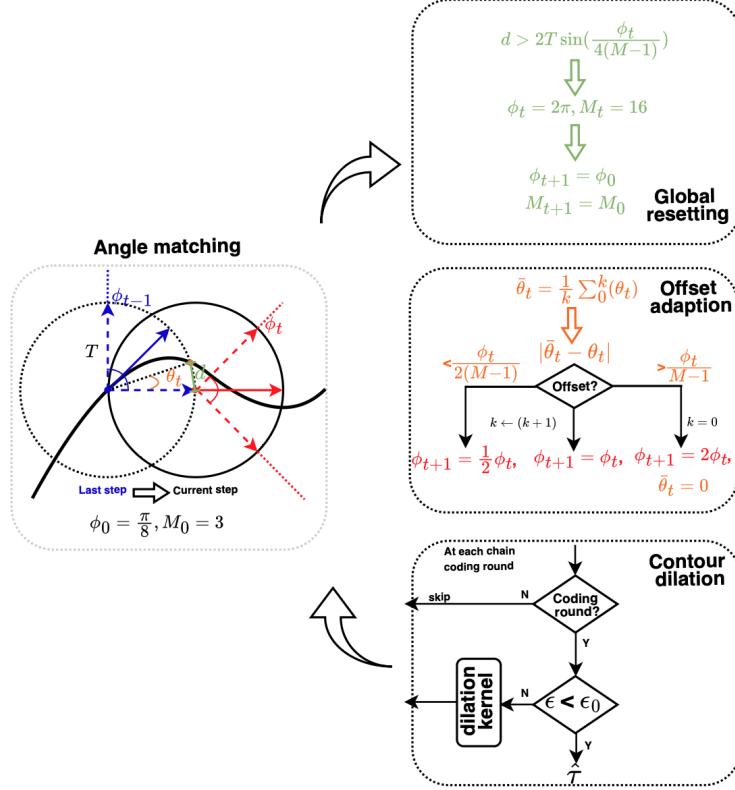 Angle matching
ϕ_{t−1}
ϕ_t
T
θ_t
d
Last step
Current step
ϕ_0 = π/8, M_0 = 3
d > 2T sin(ϕ_t/4(M−1))
ϕ_t = 2π, M_t = 16
ϕ_{t+1} = ϕ_0
M_{t+1} = M_0
Global
resetting
θ̄_t = 1/k ∑_0^k(θ_t)
Offset
adaption
|θ̄_t − θ_t|
<ϕ_t/2(M−1)
>ϕ_t/M−1
Offset?
k ← (k+1)
k = 0
ϕ_{t+1} = 1/2 ϕ_t,
ϕ_{t+1} = ϕ_t,
ϕ_{t+1} = 2ϕ_t,
θ̄_t = 0
At each chain
coding round
Contour
dilation
Coding
round?
N
skip
Y
ϵ < ϵ_0
N
dilation
kernel
Y
τ̂